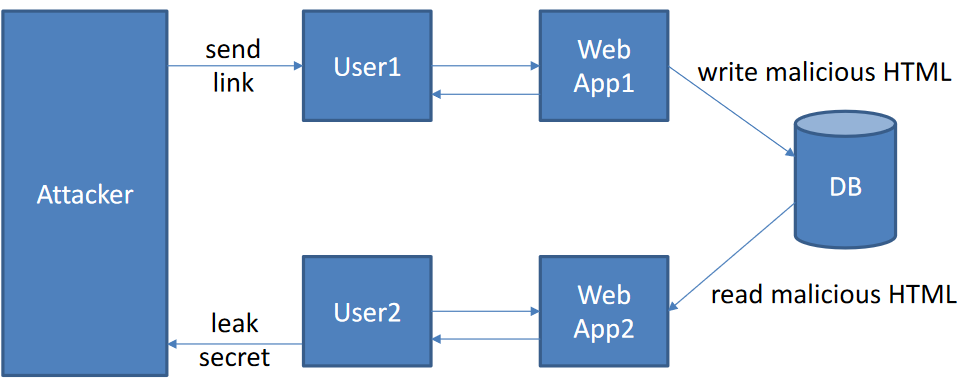 Attacker
send
link
User1
Web
App1
write malicious HTML
DB
read malicious HTML
Web
App2
User2
leak
secret